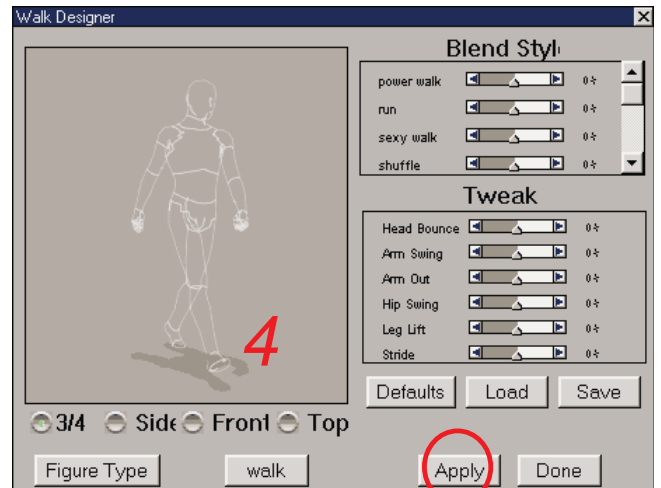 Walk Designer
Blend Styl
power walk 0%
run 0%
sexy walk 0%
shuffle 0%
Tweak
Head Bounce 0%
Arm Swing 0%
Arm Out 0%
Hip Swing 0%
Leg Lift 0%
Stride 0%
4
Defaults Load Save
3/4 Side Front Top
Figure Type walk Apply Done